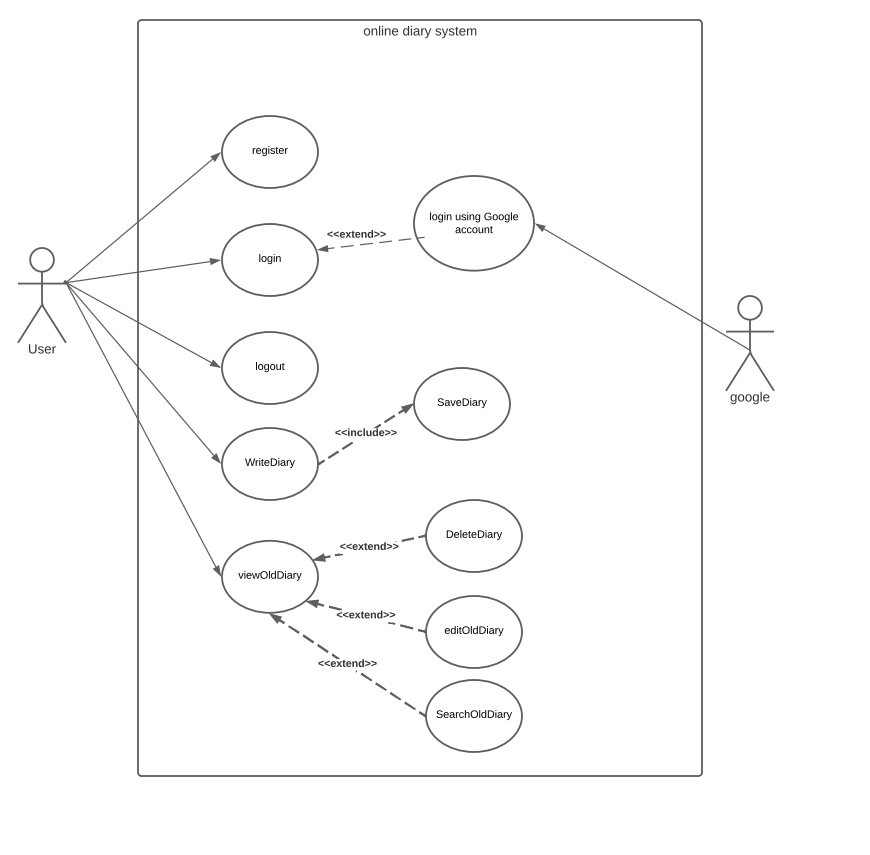 online diary system
register
login using Google
account
<<extend>>
login
User
logout
google
SaveDiary
<<include>>
WriteDiary
DeleteDiary
<<extend>>
viewOldDiary
<<extend>>
editOldDiary
<<extend>>
SearchOldDiary